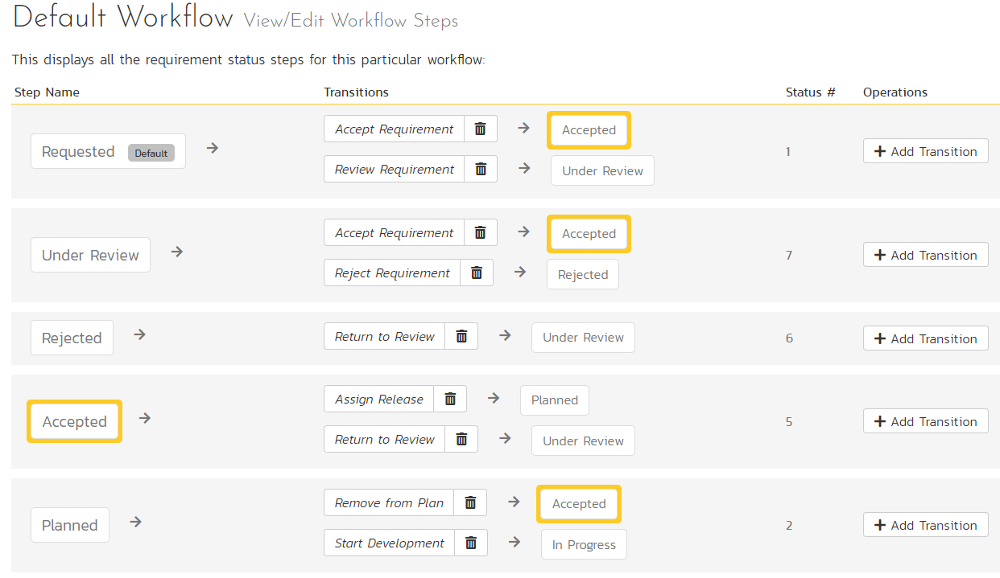 Default Workflow View/Edit Workflow Steps
This displays all the requirement status steps for this particular workflow:
Step Name Transitions Status # Operations
Requested Default Accept Requirement Accepted 1 Add Transition
Review Requirement Under Review
Under Review Accept Requirement Accepted 7 Add Transition
Reject Requirement Rejected
Rejected Return to Review Under Review 6 Add Transition
Accepted Assign Release Planned 5 Add Transition
Return to Review Under Review
Planned Remove from Plan Accepted 2 Add Transition
Start Development In Progress